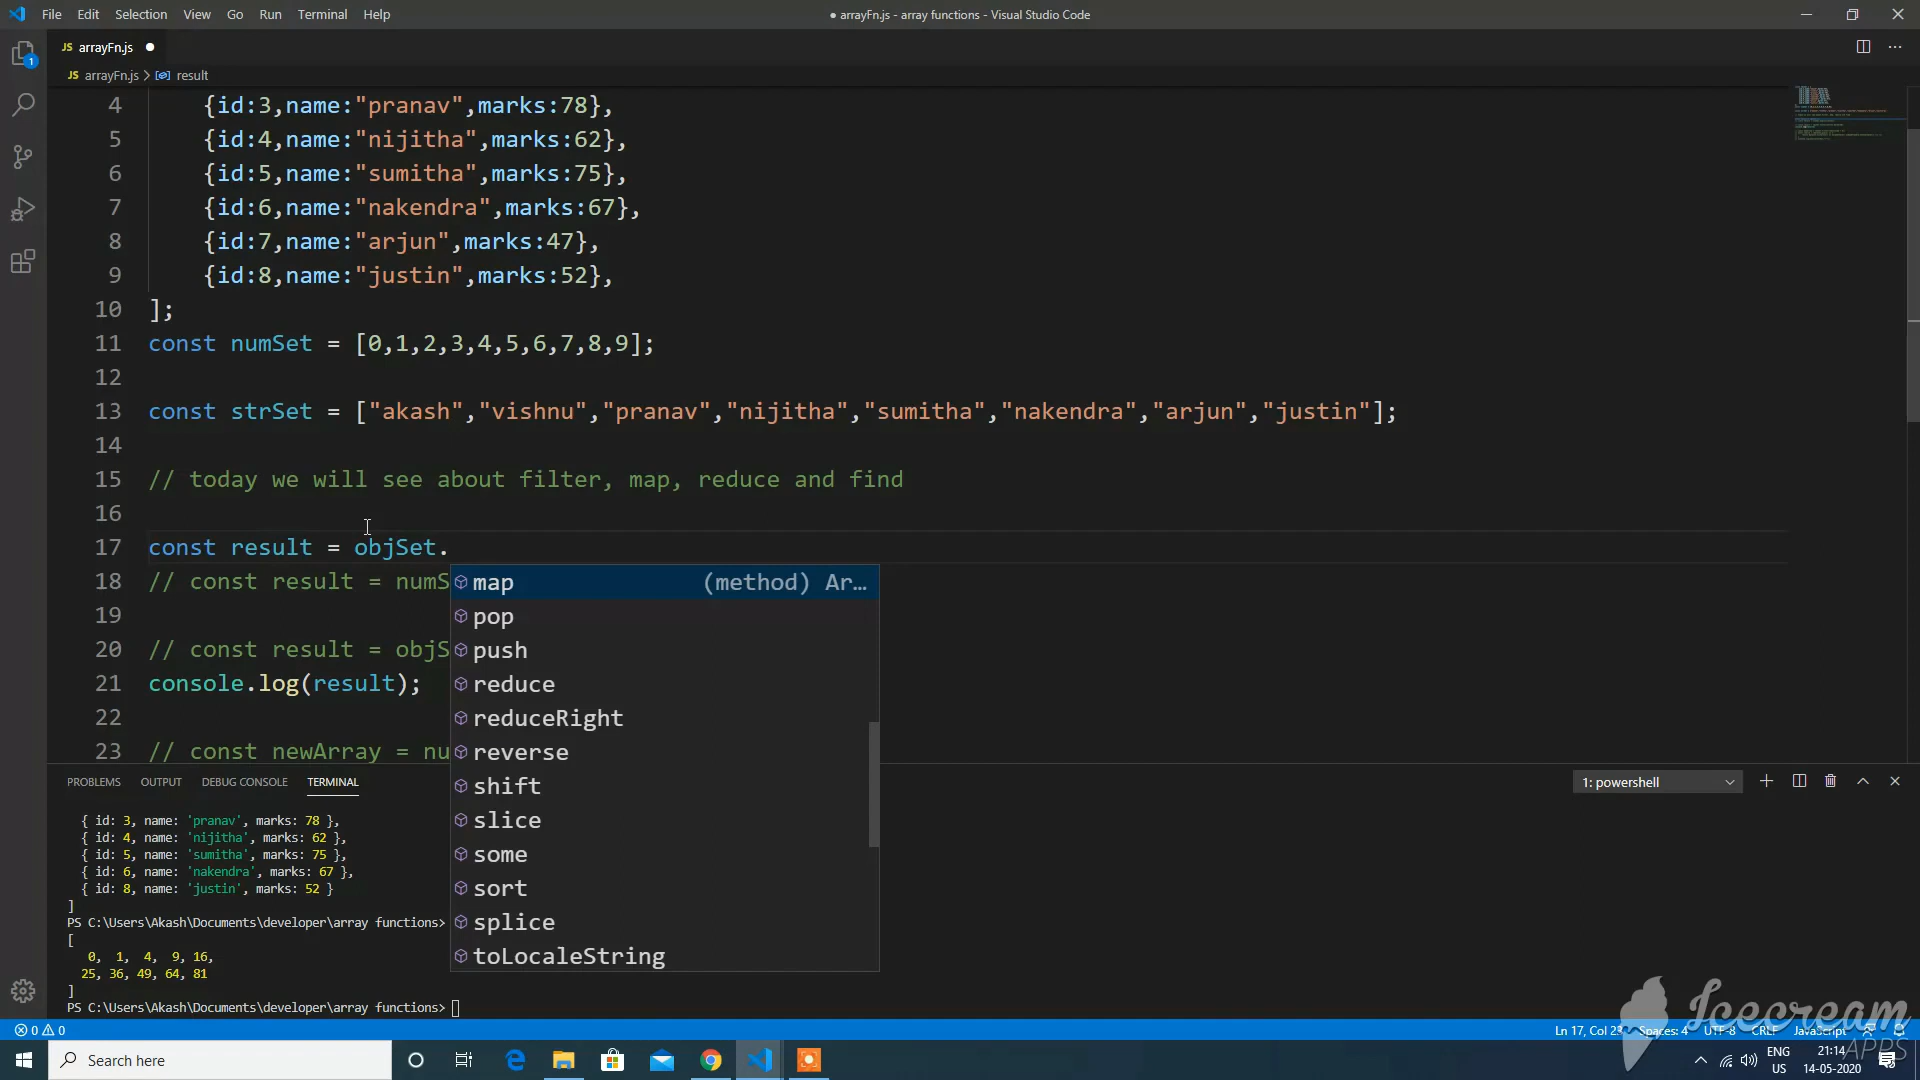 File Edit Selection View Go Run Terminal Help
● arrayFn.js - array functions - Visual Studio Code
JS arrayFn.js ●
JS arrayFn.js > result
1
4 {id:3,name:"pranav",marks:78},
5 {id:4,name:"nijitha",marks:62},
6 {id:5,name:"sumitha",marks:75},
7 {id:6,name:"nakendra",marks:67},
8 {id:7,name:"arjun",marks:47},
9 {id:8,name:"justin",marks:52},
10 ];
11 const numSet = [0,1,2,3,4,5,6,7,8,9];
12
13 const strSet = ["akash","vishnu","pranav","nijitha","sumitha","nakendra","arjun","justin"];
14
15 // today we will see about filter, map, reduce and find
16
17 const result = objSet.
18 // const result = numS
19
20 // const result = objS
21 console.log(result);
22
23 // const newArray = nu
map (method) Ar…
pop
push
reduce
reduceRight
reverse
shift
slice
some
sort
splice
toLocaleString
PROBLEMS OUTPUT DEBUG CONSOLE TERMINAL
1: powershell
{ id: 3, name: 'pranav', marks: 78 },
{ id: 4, name: 'nijitha', marks: 62 },
{ id: 5, name: 'sumitha', marks: 75 },
{ id: 6, name: 'nakendra', marks: 67 },
{ id: 8, name: 'justin', marks: 52 }
]
PS C:\Users\Akash\Documents\developer\array functions>
[
0, 1, 4, 9, 16,
25, 36, 49, 64, 81
]
PS C:\Users\Akash\Documents\developer\array functions>
0 0
Ln 17, Col 23 Spaces: 4 UTF-8 CRLF JavaScript
Icecream
APPS
Search here
ENG
US
21:14
14-05-2020